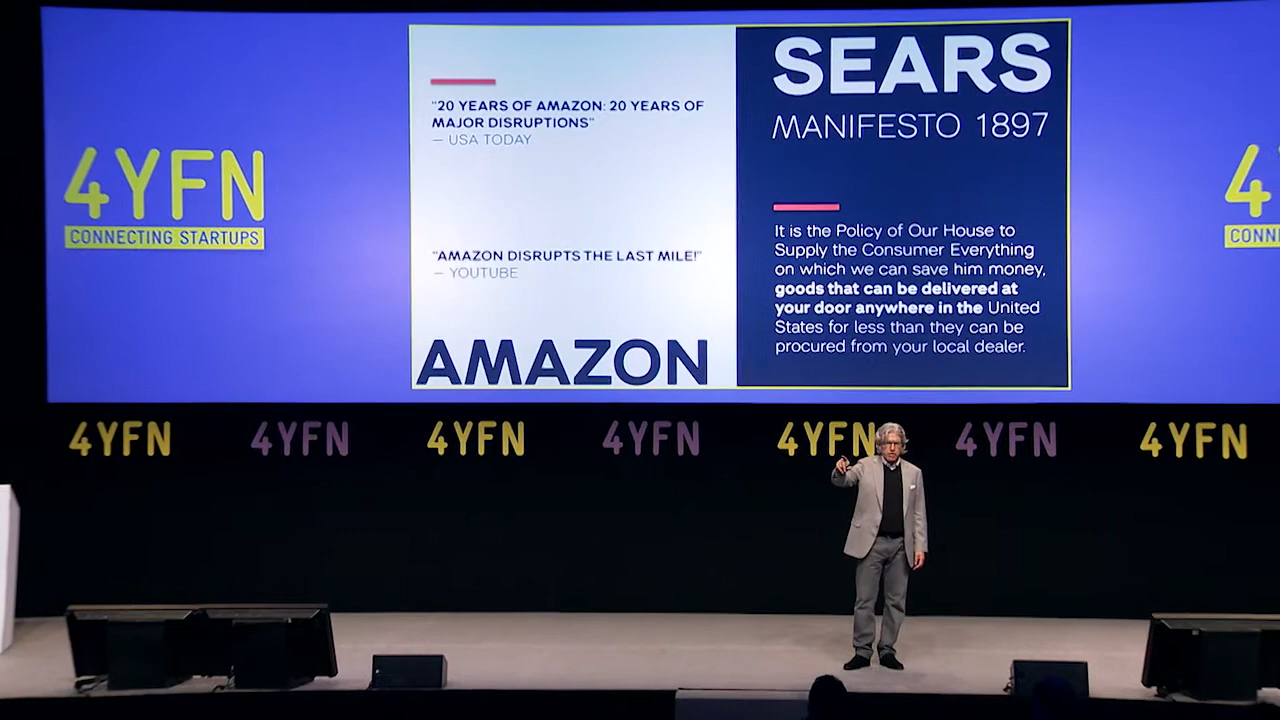 4YFN
CONNECTING STARTUPS
"20 YEARS OF AMAZON: 20 YEARS OF
MAJOR DISRUPTIONS"
— USA TODAY
"AMAZON DISRUPTS THE LAST MILE!"
— YOUTUBE
AMAZON
SEARS
MANIFESTO 1897
It is the Policy of Our House to
Supply the Consumer Everything
on which we can save him money,
goods that can be delivered at
your door anywhere in the United
States for less than they can be
procured from your local dealer.
4
CONN
4YFN 4YFN 4YFN 4YFN 4YFN 4YFN 4YFN